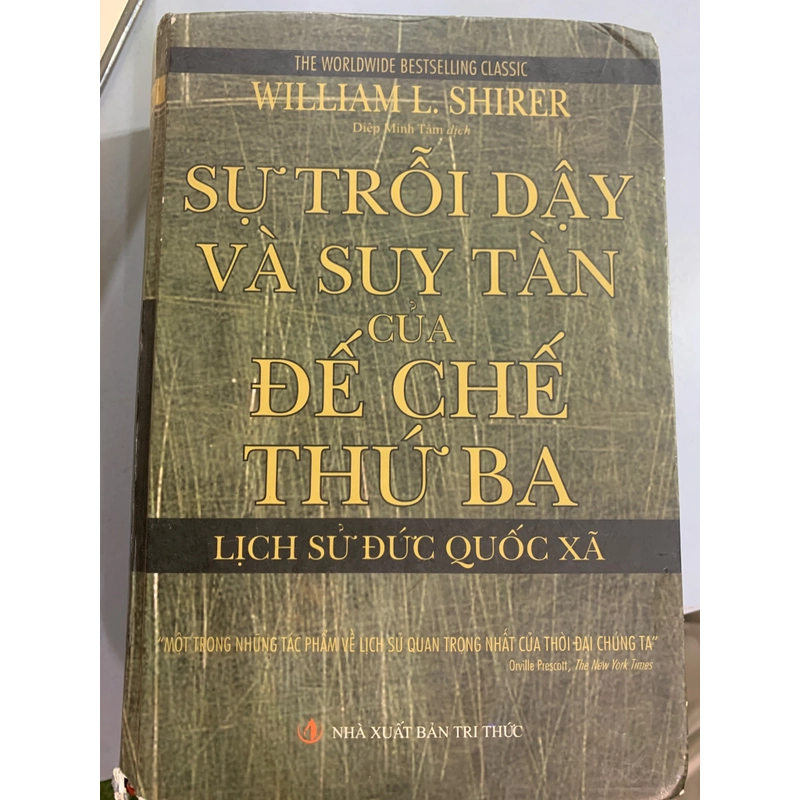 THE WORLDWIDE BESTSELLING CLASSIC
WILLIAM L. SHIRER
Diệp Minh Tâm dịch
SỰ TRỖI DẬY
VÀ SUY TÀN
CỦA
ĐẾ CHẾ
THỨ BA
LỊCH SỬ ĐỨC QUỐC XÃ
"MỘT TRONG NHỮNG TÁC PHẨM VỀ LỊCH SỬ QUAN TRỌNG NHẤT CỦA THỜI ĐẠI CHÚNG TA"
Orville Prescott, The New York Times
NHÀ XUẤT BẢN TRI THỨC